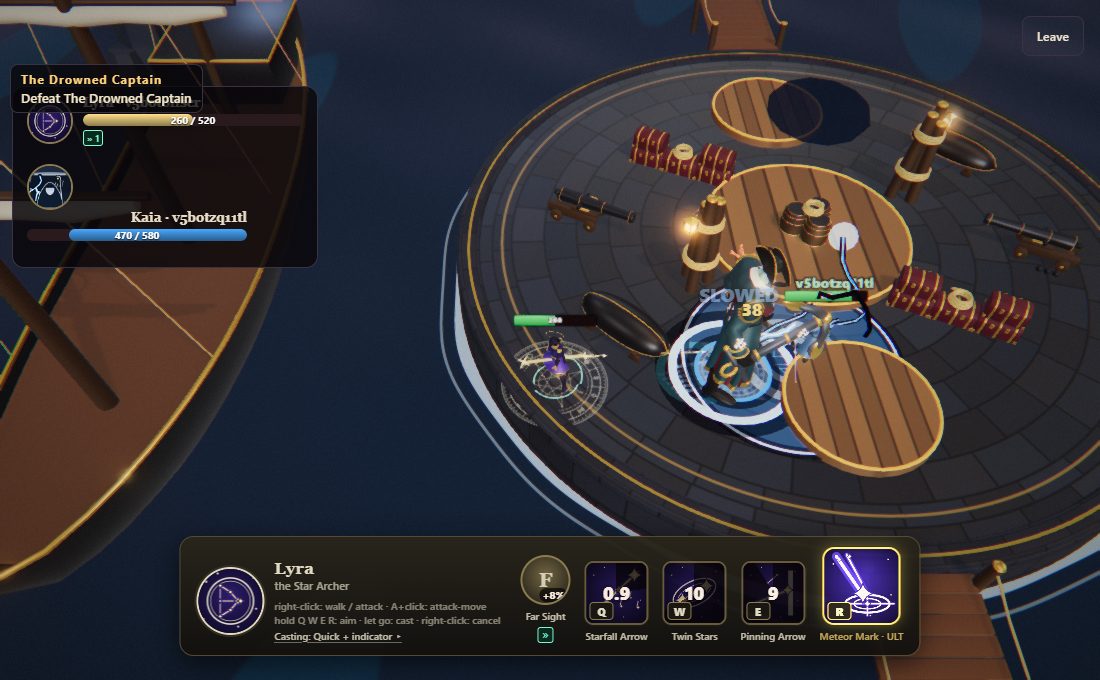 Leave
The Drowned Captain
Defeat The Drowned Captain
260 / 520
» 1
Kaia · v5botzq11tl
470 / 580
v5botzq11tl
SLOWED
38
260
Lyra
the Star Archer
right-click: walk / attack · A+click: attack-move
hold Q W E R: aim · let go: cast · right-click: cancel
Casting: Quick + indicator ▸
F
+8%
Far Sight
»
0.9
Q
Starfall Arrow
10
W
Twin Stars
9
E
Pinning Arrow
R
Meteor Mark · ULT